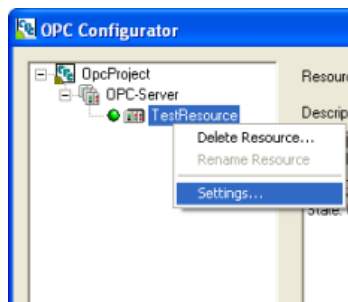 OPC Configurator
OpcProject
OPC-Server
TestResource
Resour
Descrip
Delete Resource...
Rename Resource
Settings...
State: